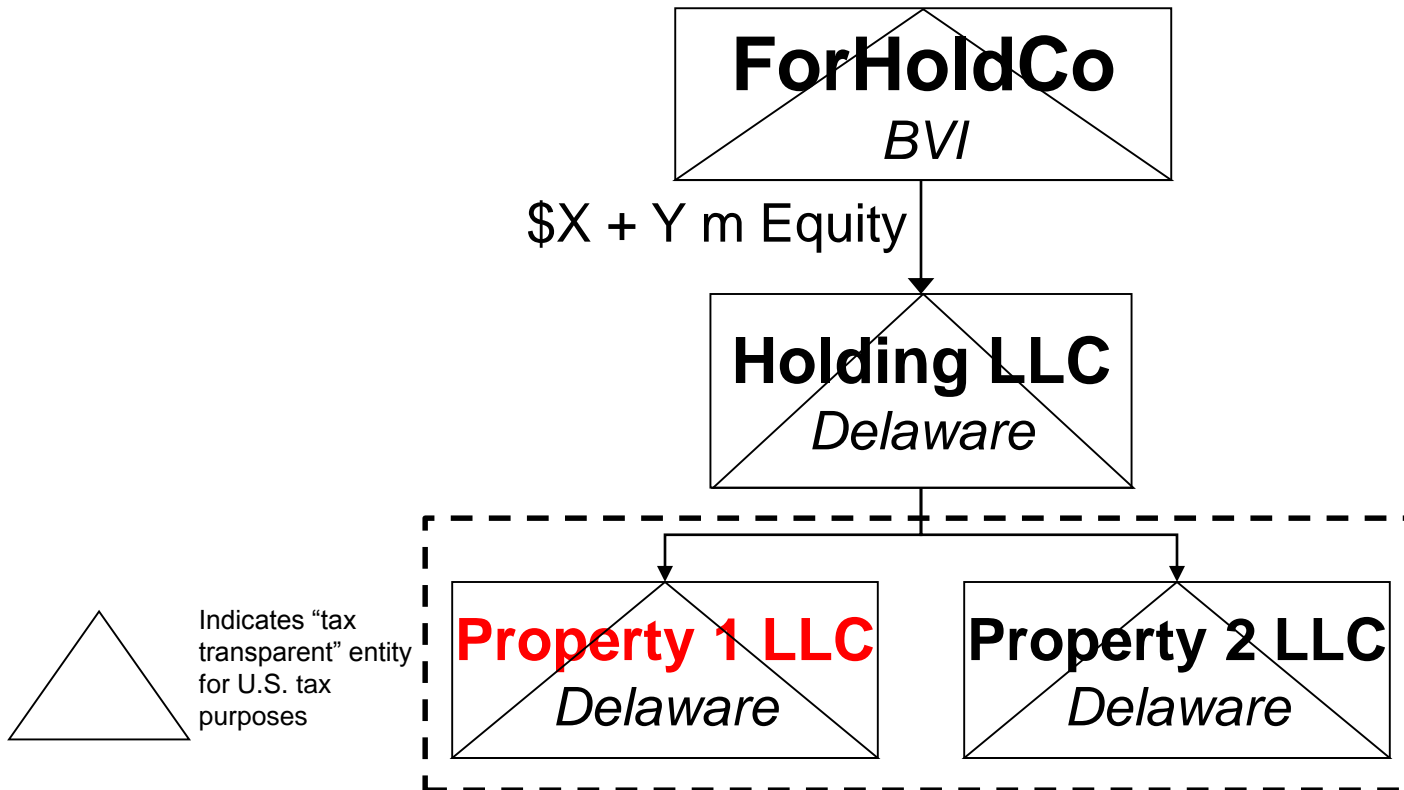 ForHoldCo
BVI
$X + Y m Equity
Holding LLC
Delaware
Indicates “tax
transparent” entity
for U.S. tax
purposes
Property 1 LLC
Delaware
Property 2 LLC
Delaware